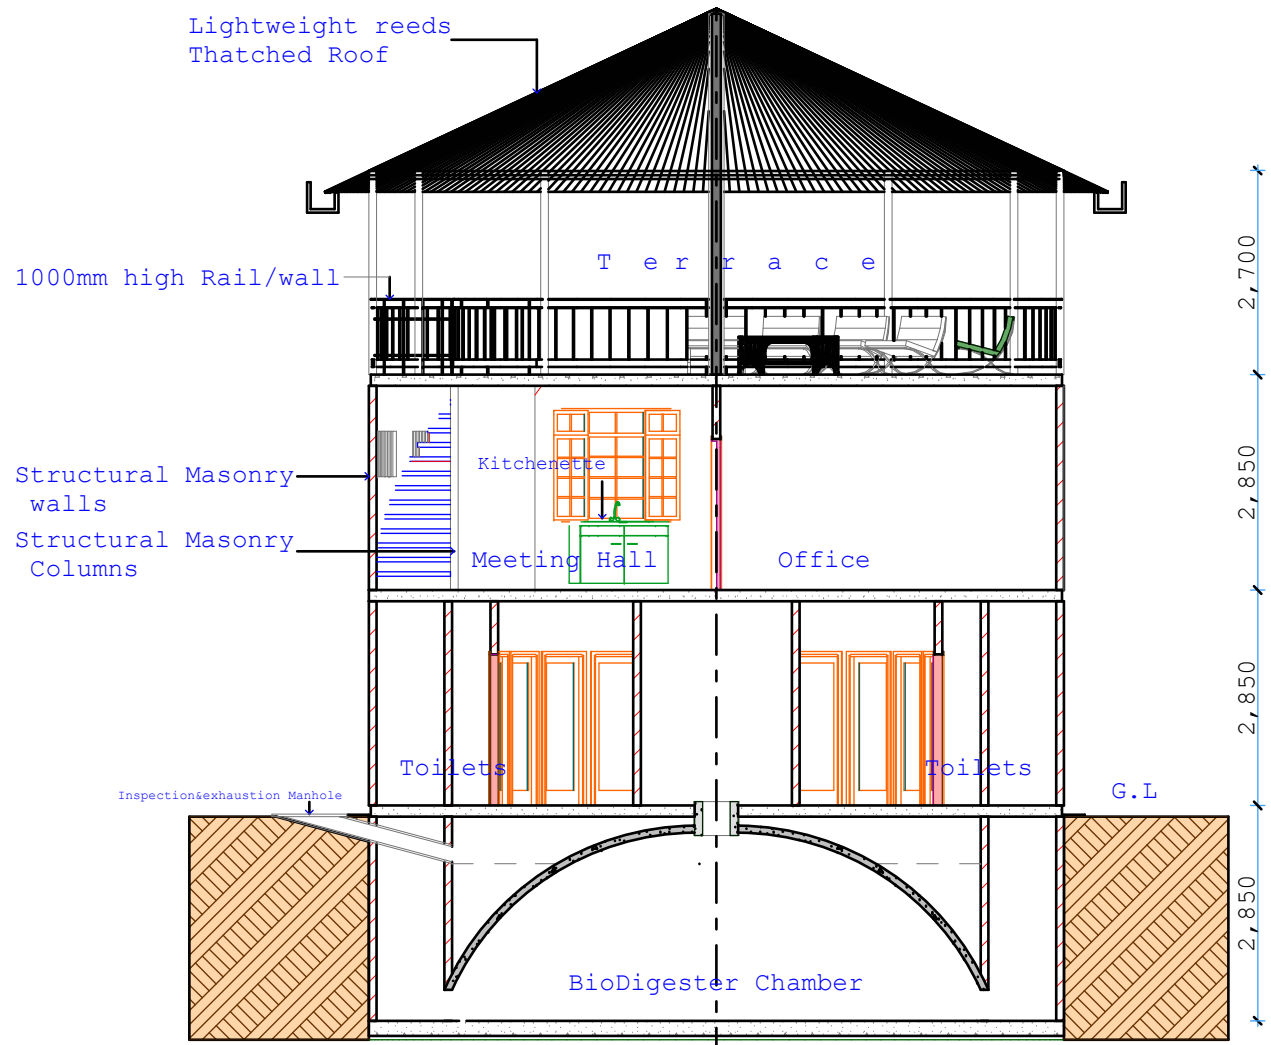 Lightweight reeds
Thatched Roof
T e r r a c e
1000mm high Rail/wall
2,700
Kitchenette
Structural Masonry
walls
2,850
Structural Masonry
Columns
Meeting Hall
Office
2,850
Toilets
Toilets
Inspection&exhaustion Manhole
G.L
2,850
BioDigester Chamber